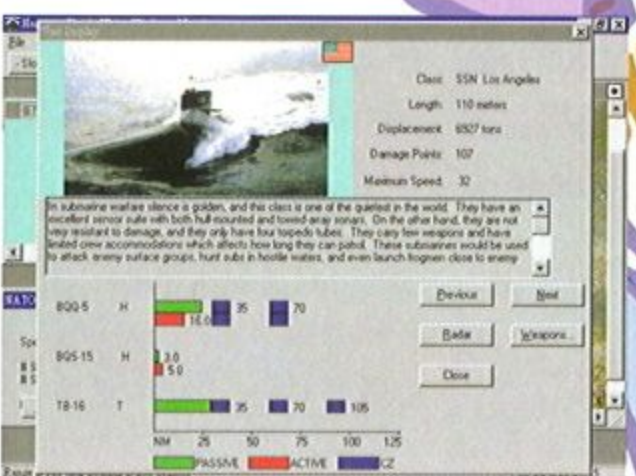 File
Class: SSN Los Angeles
Length: 110 meters
Displacement: 6927 tons
Damage Points: 107
Maximum Speed: 32
In submarine warfare silence is golden, and this class is one of the quietest in the world. They have an
excellent sensor suite with both hull mounted and towed-array sonars. On the other hand, they are not
very resistant to damage, and they only have four torpedo tubes. They cary few weapons and have
limited crew accommodations which affects how long they can patrol. These submarines would be used
to attack enemy surface groups, hunt subs in hostile waters, and even launch frogmen close to enemy
Previous
Next
Radar
Weapons...
Close
NATO
BQQ-5 H 16.0 35 70
BQS-15 H 3.0
5.0
TB-16 T 35 70 105
NM 25 50 75 100 125
PASSIVE ACTIVE CZ